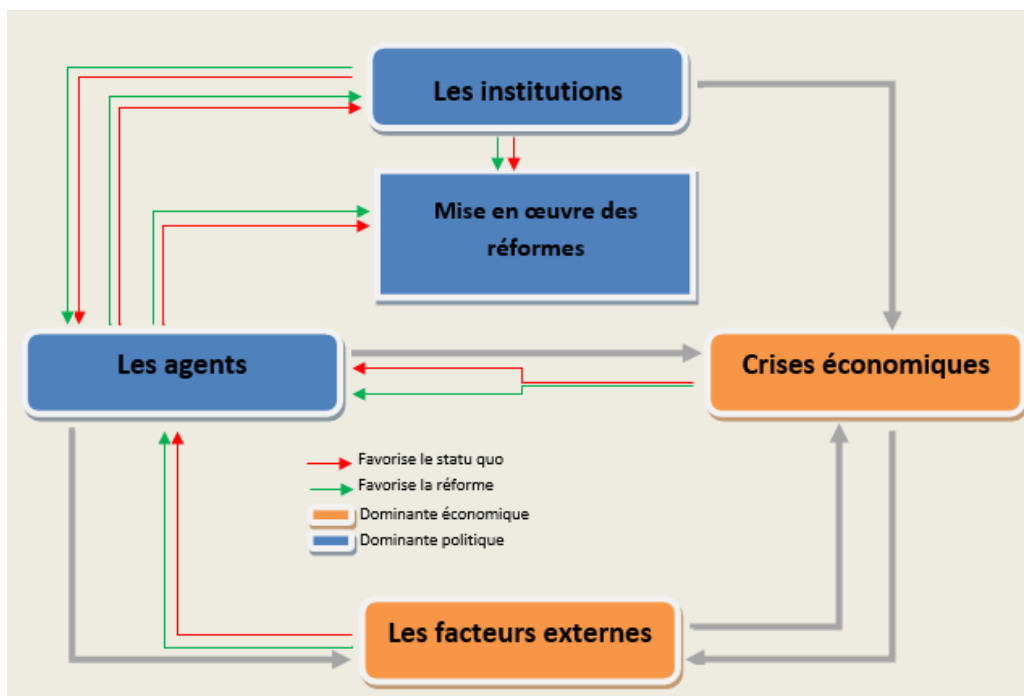 Les institutions
Mise en œuvre des
réformes
Les agents
Crises économiques
Favorise le statu quo
Favorise la réforme
Dominante économique
Dominante politique
Les facteurs externes